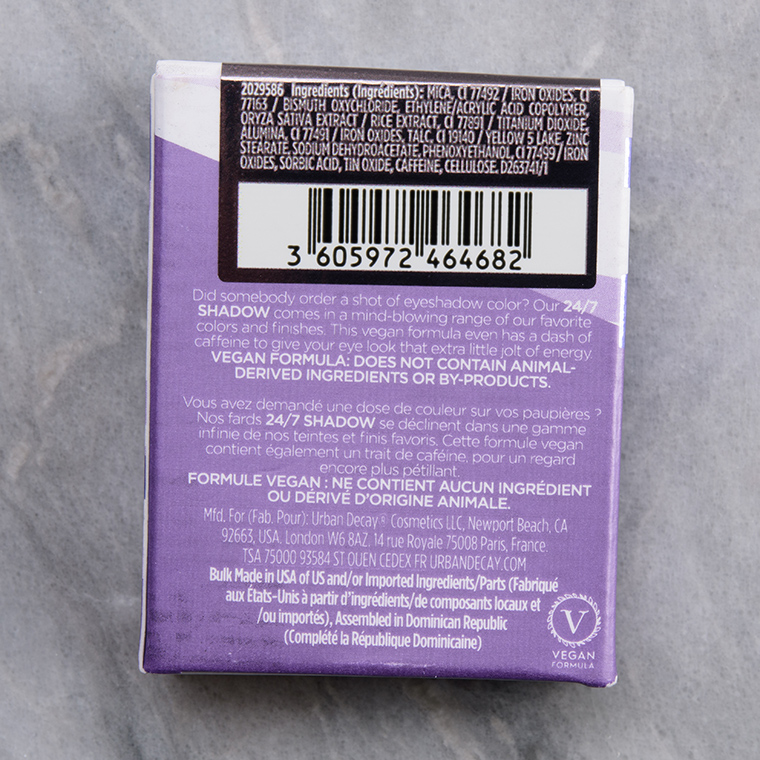 2029586 Ingredients (Ingrédients): MICA, CI 77492 / IRON OXIDES, CI
77163 / BISMUTH OXYCHLORIDE, ETHYLENE/ACRYLIC ACID COPOLYMER,
ORYZA SATIVA EXTRACT / RICE EXTRACT, CI 77891 / TITANIUM DIOXIDE,
ALUMINA, CI 77491 / IRON OXIDES, TALC, CI 19140 / YELLOW 5 LAKE, ZINC
STEARATE, SODIUM DEHYDROACETATE, PHENOXYETHANOL, CI 77499 / IRON
OXIDES, SORBIC ACID, TIN OXIDE, CAFFEINE, CELLULOSE. D263741/1
3 605972 464682
Did somebody order a shot of eyeshadow color? Our 24/7
SHADOW comes in a mind-blowing range of our favorite
colors and finishes. This vegan formula even has a dash of
caffeine to give your eye look that extra little jolt of energy.
VEGAN FORMULA: DOES NOT CONTAIN ANIMAL-
DERIVED INGREDIENTS OR BY-PRODUCTS.
Vous avez demandé une dose de couleur sur vos paupières ?
Nos fards 24/7 SHADOW se déclinent dans une gamme
infinie de nos teintes et finis favoris. Cette formule vegan
contient également un trait de caféine, pour un regard
encore plus pétillant.
FORMULE VEGAN : NE CONTIENT AUCUN INGRÉDIENT
OU DÉRIVÉ D'ORIGINE ANIMALE.
Mfd. For (Fab. Pour): Urban Decay® Cosmetics LLC, Newport Beach, CA
92663, USA. London W6 8AZ. 14 rue Royale 75008 Paris, France.
TSA 75000 93584 ST OUEN CEDEX FR URBANDECAY.COM
Bulk Made in USA of US and/or Imported Ingredients/Parts (Fabriqué
aux États-Unis à partir d'ingrédients/de composants locaux et
/ou importés), Assembled in Dominican Republic
(Complété la République Dominicaine)
V
VEGAN
FORMULA